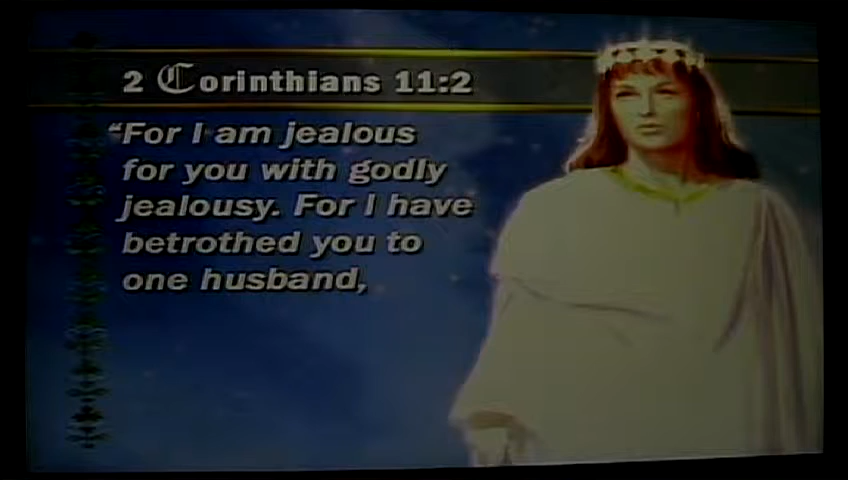 2 Corinthians 11:2
“For I am jealous
for you with godly
jealousy. For I have
betrothed you to
one husband,